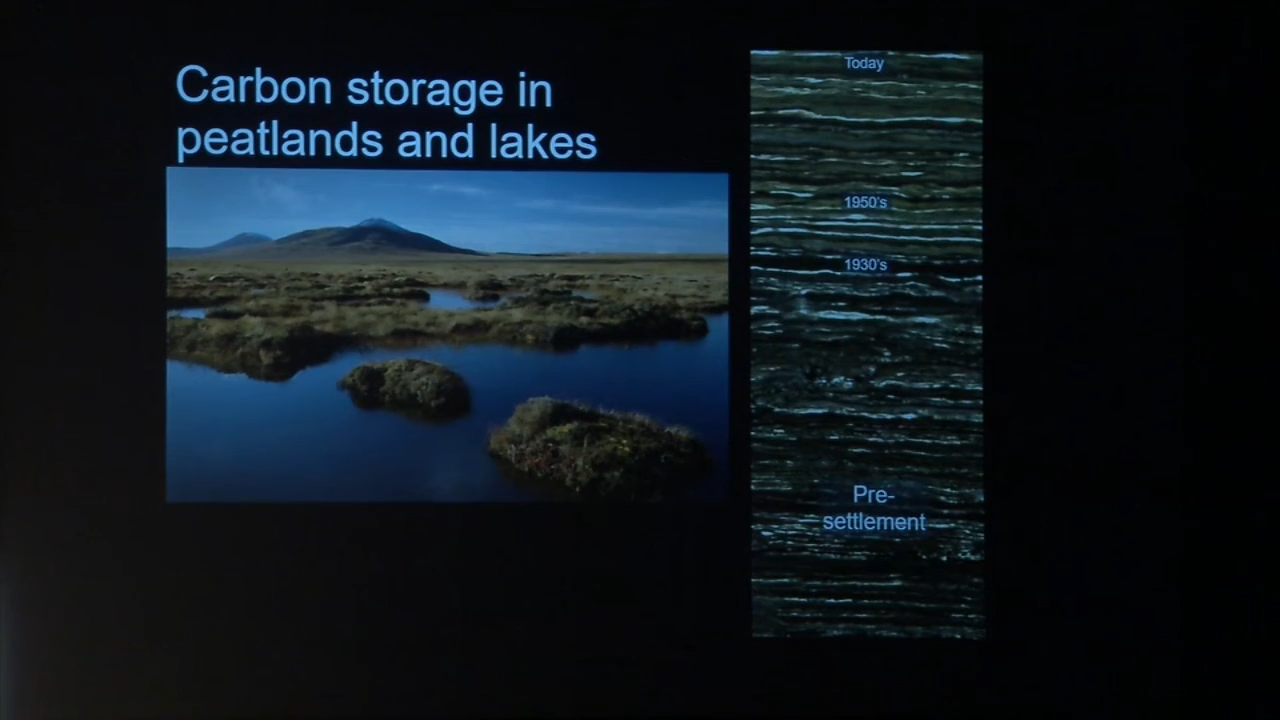 Carbon storage in
peatlands and lakes
Today
1950's
1930's
Pre-
settlement